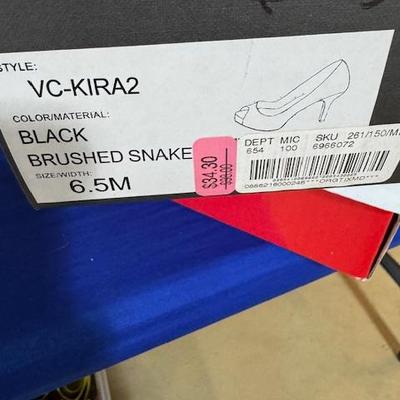 STYLE:
VC-KIRA2
COLOR/MATERIAL:
BLACK
BRUSHED SNAKE
SIZE/WIDTH:
6.5M
$34.30
DEPT MIC SKU 261/150/M
654 100 6966072